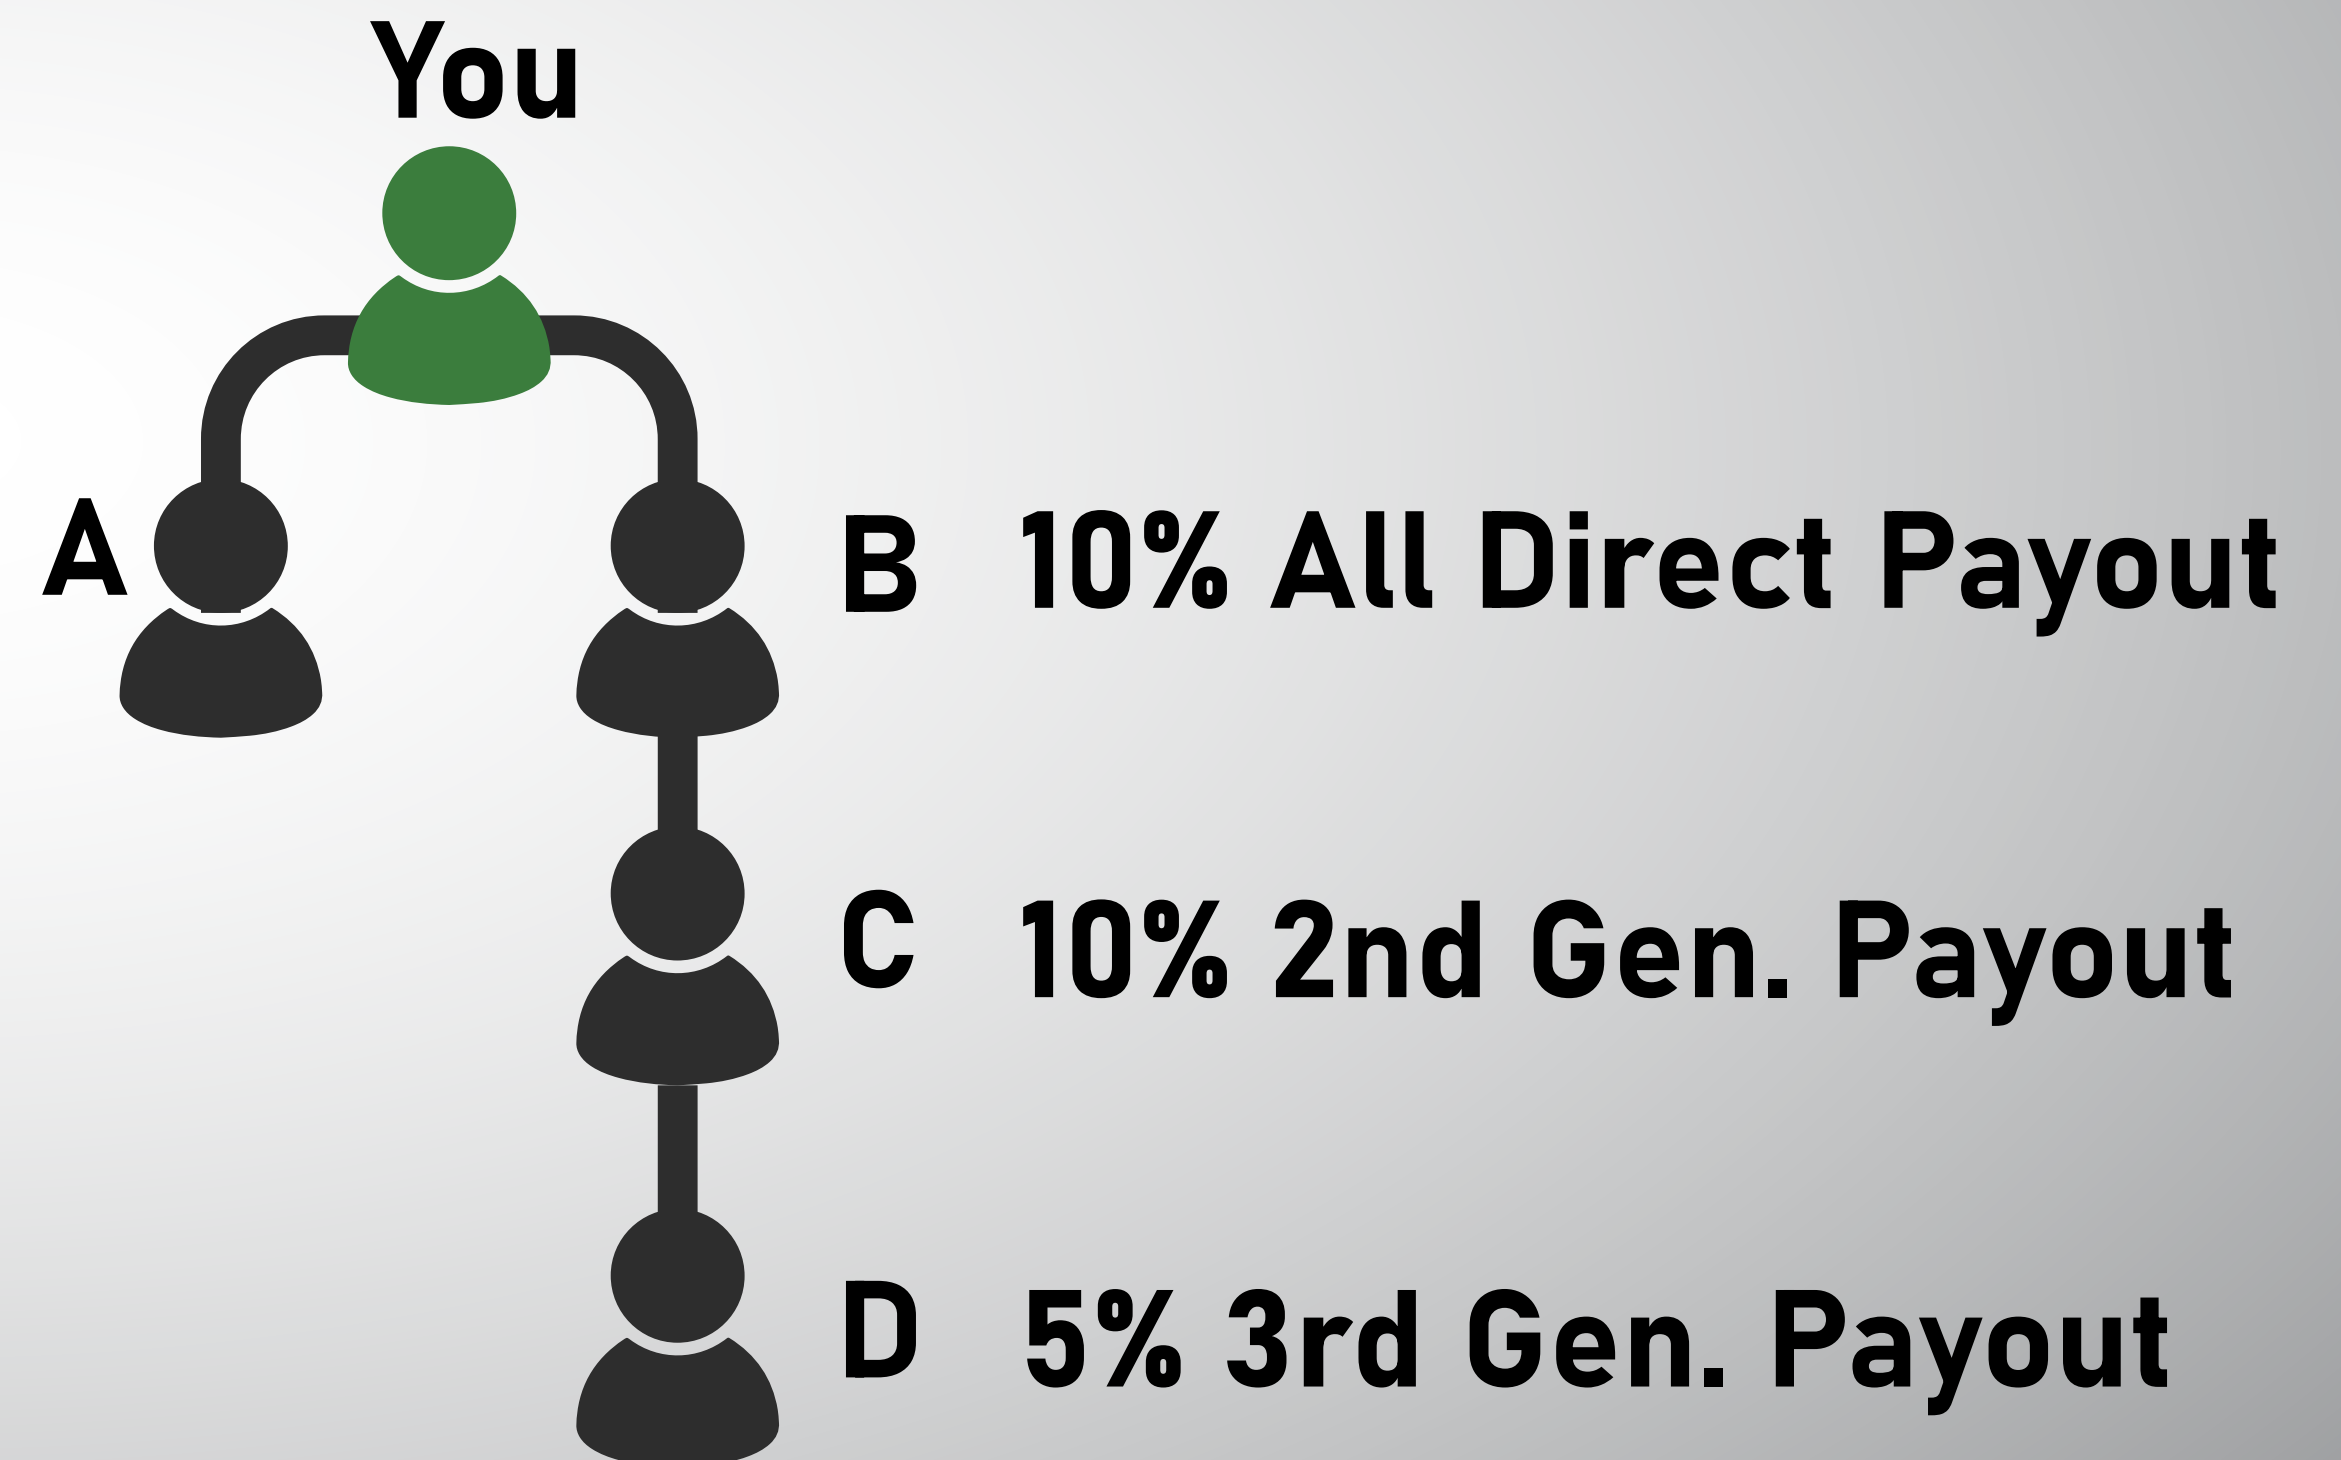 You
A
B 10% All Direct Payout
C 10% 2nd Gen. Payout
D 5% 3rd Gen. Payout